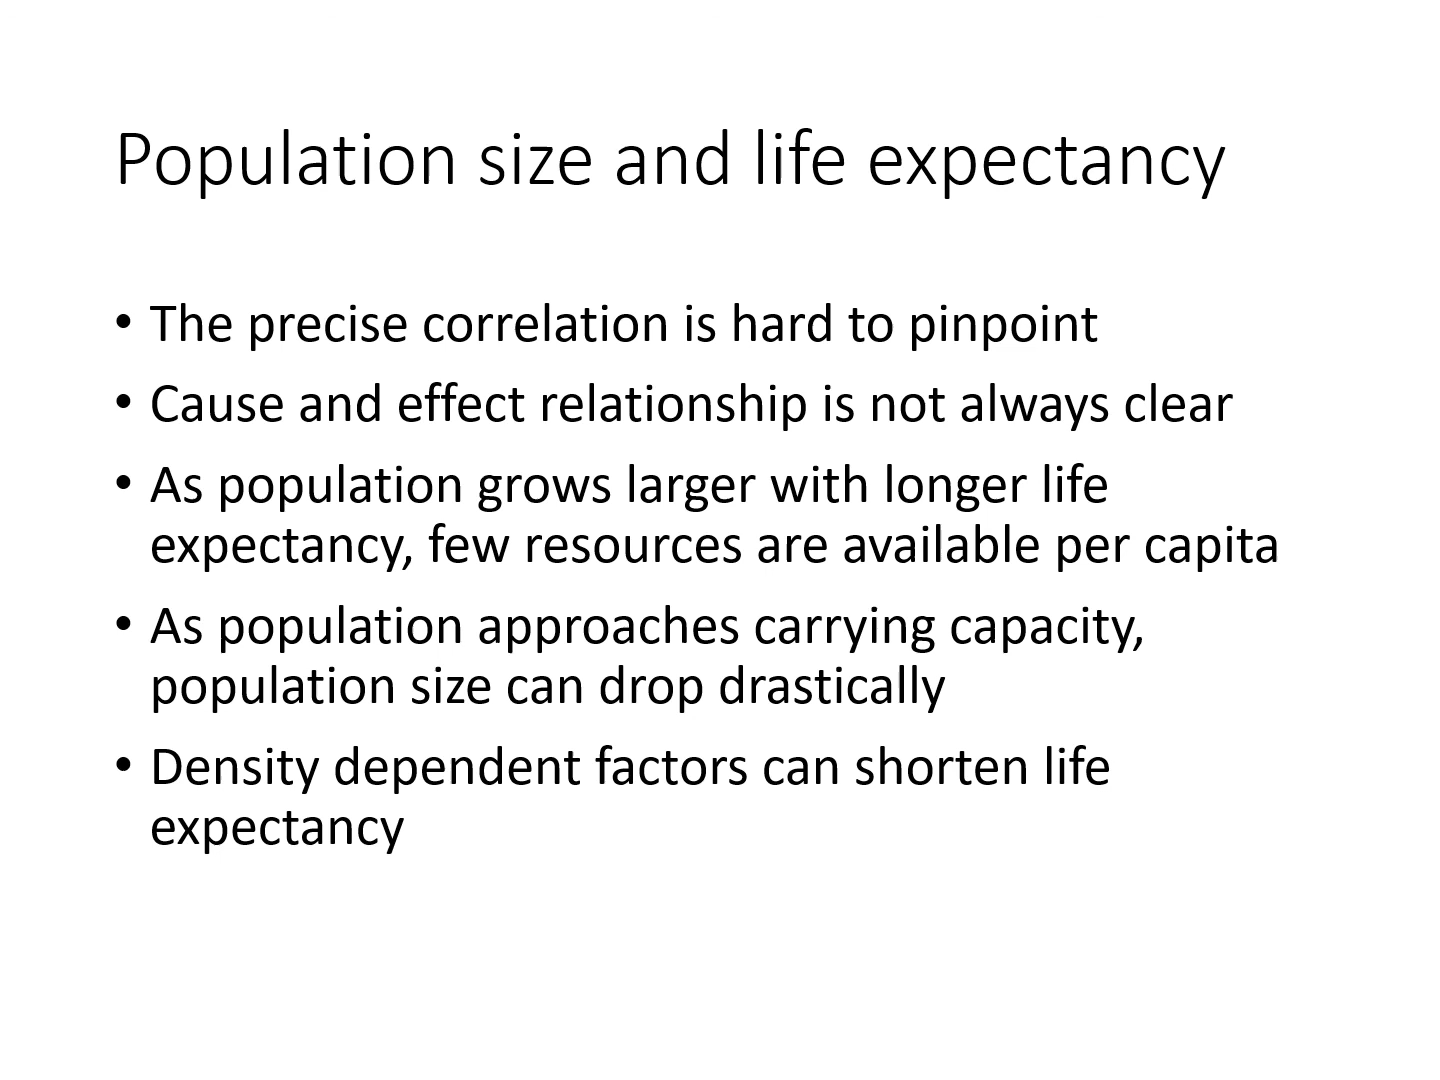 Population size and life expectancy
• The precise correlation is hard to pinpoint
• Cause and effect relationship is not always clear
• As population grows larger with longer life
expectancy, few resources are available per capita
• As population approaches carrying capacity,
population size can drop drastically
• Density dependent factors can shorten life
expectancy